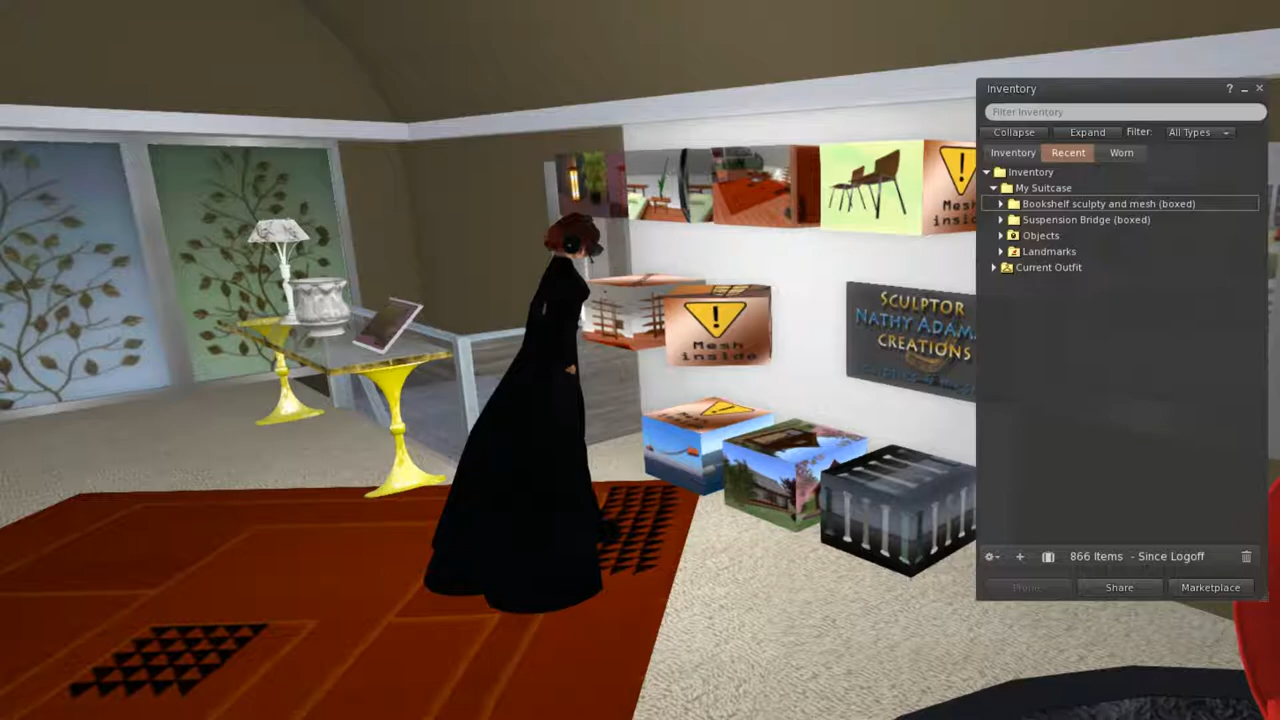 Inventory
?
Filter Inventory
Collapse Expand Filter: All Types
Inventory Recent Worn
Inventory
My Suitcase
Bookshelf sculpty and mesh (boxed)
Suspension Bridge (boxed)
Objects
Landmarks
Current Outfit
866 Items - Since Logoff
Share Marketplace
!
Mesh
!
Mesh
inside
SCULPTOR
NATHY ADAM
CREATIONS